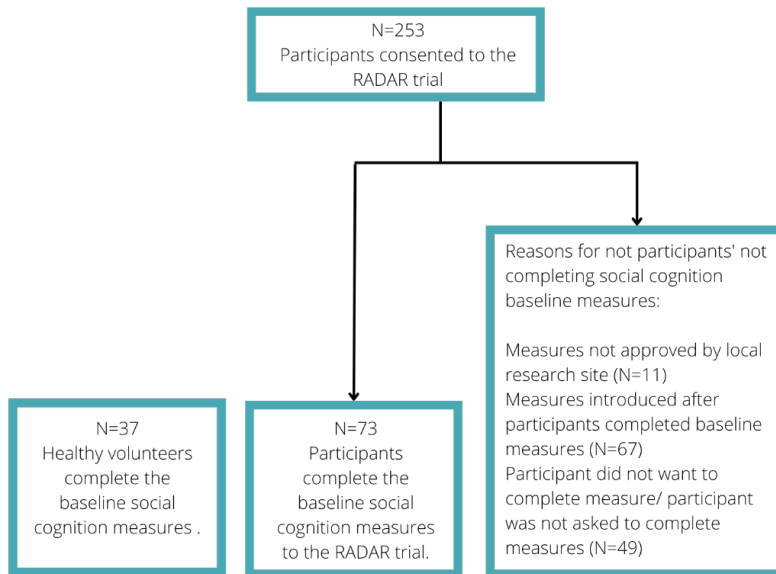 N=253
Participants consented to the
RADAR trial
Reasons for not participants' not
completing social cognition
baseline measures:
Measures not approved by local
research site (N=11)
Measures introduced after
participants completed baseline
measures (N=67)
Participant did not want to
complete measure/ participant
was not asked to complete
measures (N=49)
N=37
Healthy volunteers
complete the
baseline social
cognition measures .
N=73
Participants
complete the
baseline social
cognition measures
to the RADAR trial.